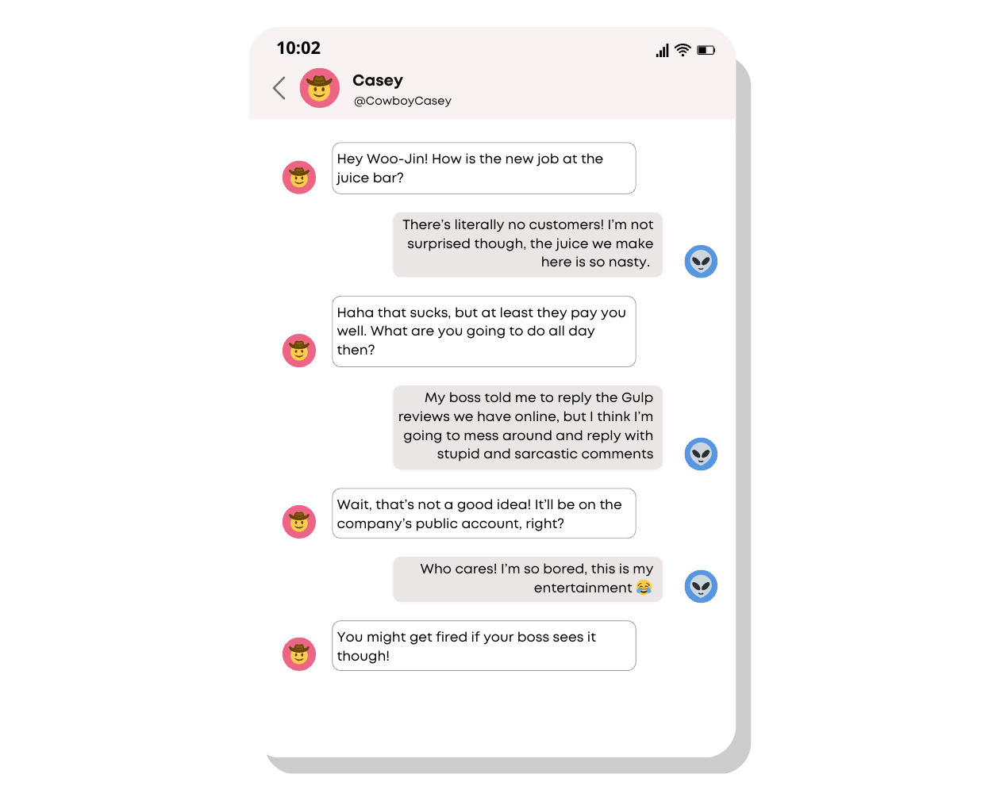 10:02
Casey
@CowboyCasey
Hey Woo-Jin! How is the new job at the
juice bar?
There's literally no customers! I'm not
surprised though, the juice we make
here is so nasty.
Haha that sucks, but at least they pay you
well. What are you going to do all day
then?
My boss told me to reply the Gulp
reviews we have online, but I think I'm
going to mess around and reply with
stupid and sarcastic comments
Wait, that's not a good idea! It'll be on the
company's public account, right?
Who cares! I'm so bored, this is my
entertainment 😂
You might get fired if your boss sees it
though!